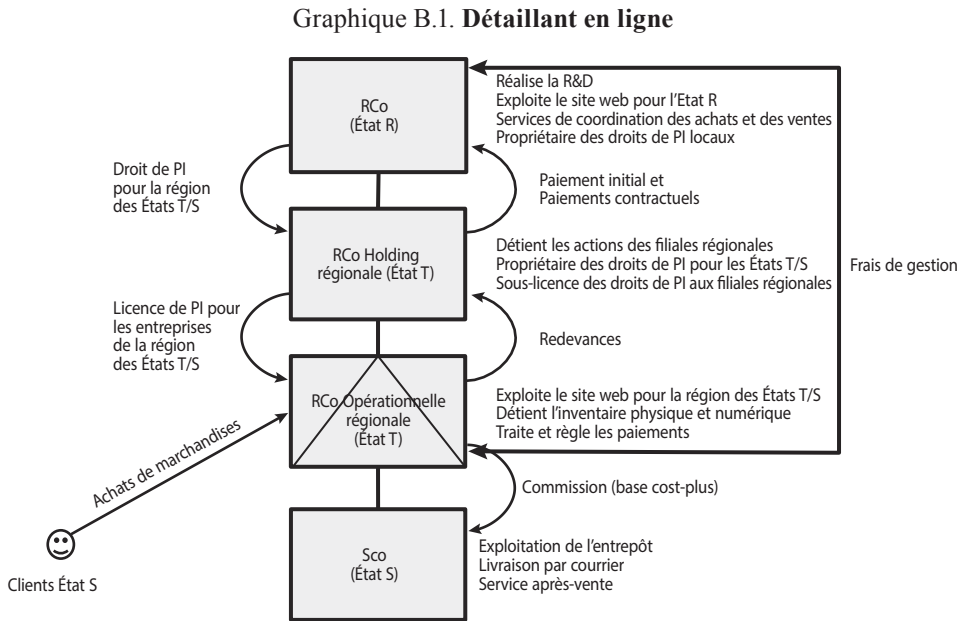 Graphique B.1. Détaillant en ligne
RCo
(État R)
Réalise la R&D
Exploite le site web pour l'Etat R
Services de coordination des achats et des ventes
Propriétaire des droits de PI locaux
Droit de PI
pour la région
des États T/S
Paiement initial et
Paiements contractuels
RCo Holding
régionale (État T)
Détient les actions des filiales régionales
Propriétaire des droits de PI pour les États T/S
Sous-licence des droits de PI aux filiales régionales
Frais de gestion
Licence de PI pour
les entreprises
de la région
des États T/S
Redevances
RCo Opérationnelle
régionale
(État T)
Exploite le site web pour la région des États T/S
Détient l'inventaire physique et numérique
Traite et règle les paiements
Achats de marchandises
Commission (base cost-plus)
Sco
(État S)
Exploitation de l'entrepôt
Livraison par courrier
Service après-vente
Clients État S